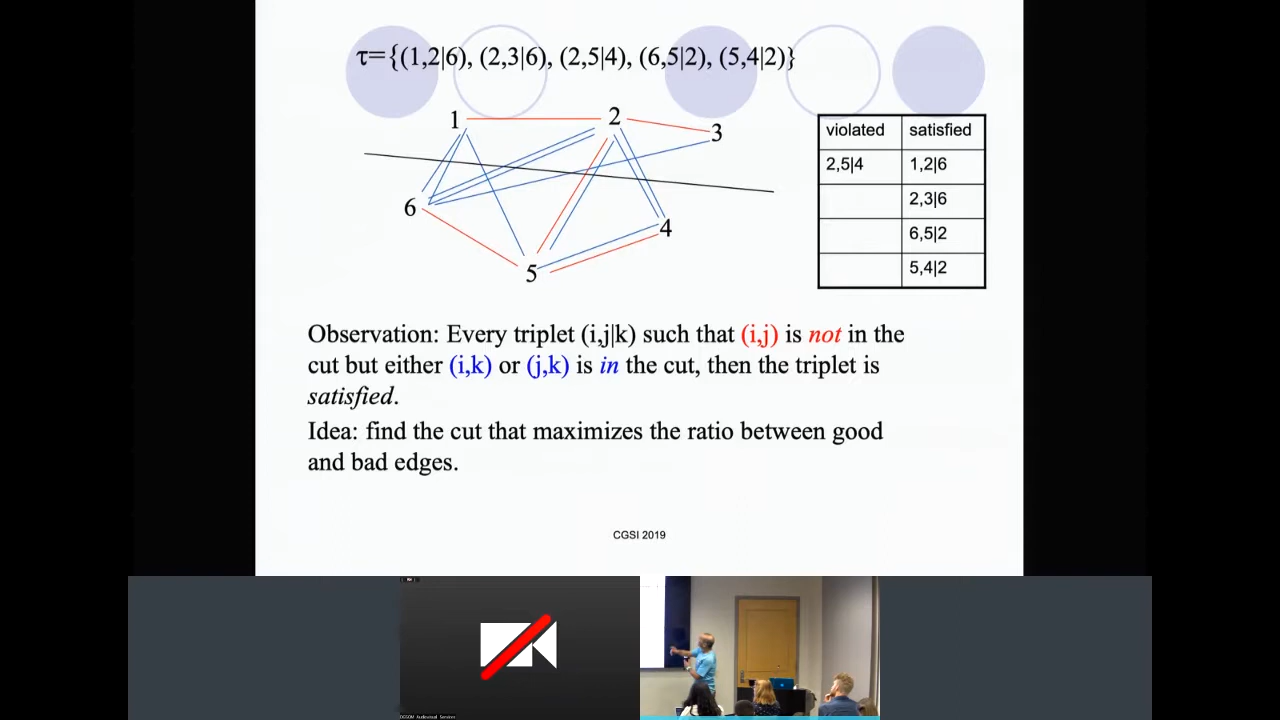 τ={(1,2|6), (2,3|6), (2,5|4), (6,5|2), (5,4|2)}
1
2
3
6
4
5
violated satisfied
2,5|4 1,2|6
2,3|6
6,5|2
5,4|2
Observation: Every triplet (i,j|k) such that (i,j) is not in the
cut but either (i,k) or (j,k) is in the cut, then the triplet is
satisfied.
Idea: find the cut that maximizes the ratio between good
and bad edges.
CGSI 2019